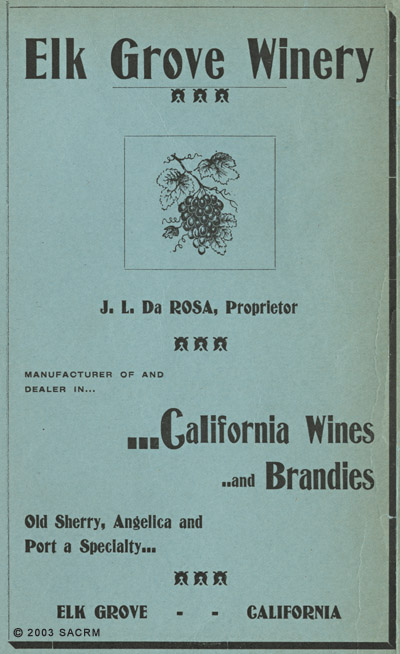 Elk Grove Winery
J. L. Da ROSA, Proprietor
MANUFACTURER OF AND
DEALER IN...
...California Wines
..and Brandies
Old Sherry, Angelica and
Port a Specialty...
ELK GROVE - - CALIFORNIA
© 2003 SACRM